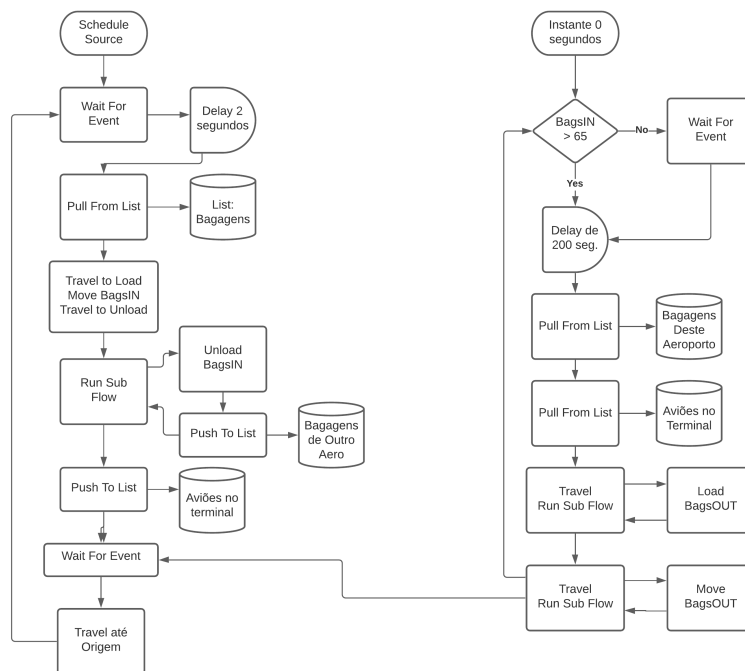 Schedule
Source
Wait For
Event
Delay 2
segundos
Pull From List
List:
Bagagens
Travel to Load
Move BagsIN
Travel to Unload
Run Sub
Flow
Unload
BagsIN
Push To List
Bagagens
de Outro
Aero
Push To List
Aviões no
terminal
Wait For Event
Travel até
Origem
Instante 0
segundos
BagsIN
> 65
No
Wait For
Event
Yes
Delay de
200 seg.
Pull From List
Bagagens
Deste
Aeroporto
Pull From List
Aviões no
Terminal
Travel
Run Sub Flow
Load
BagsOUT
Travel
Run Sub Flow
Move
BagsOUT